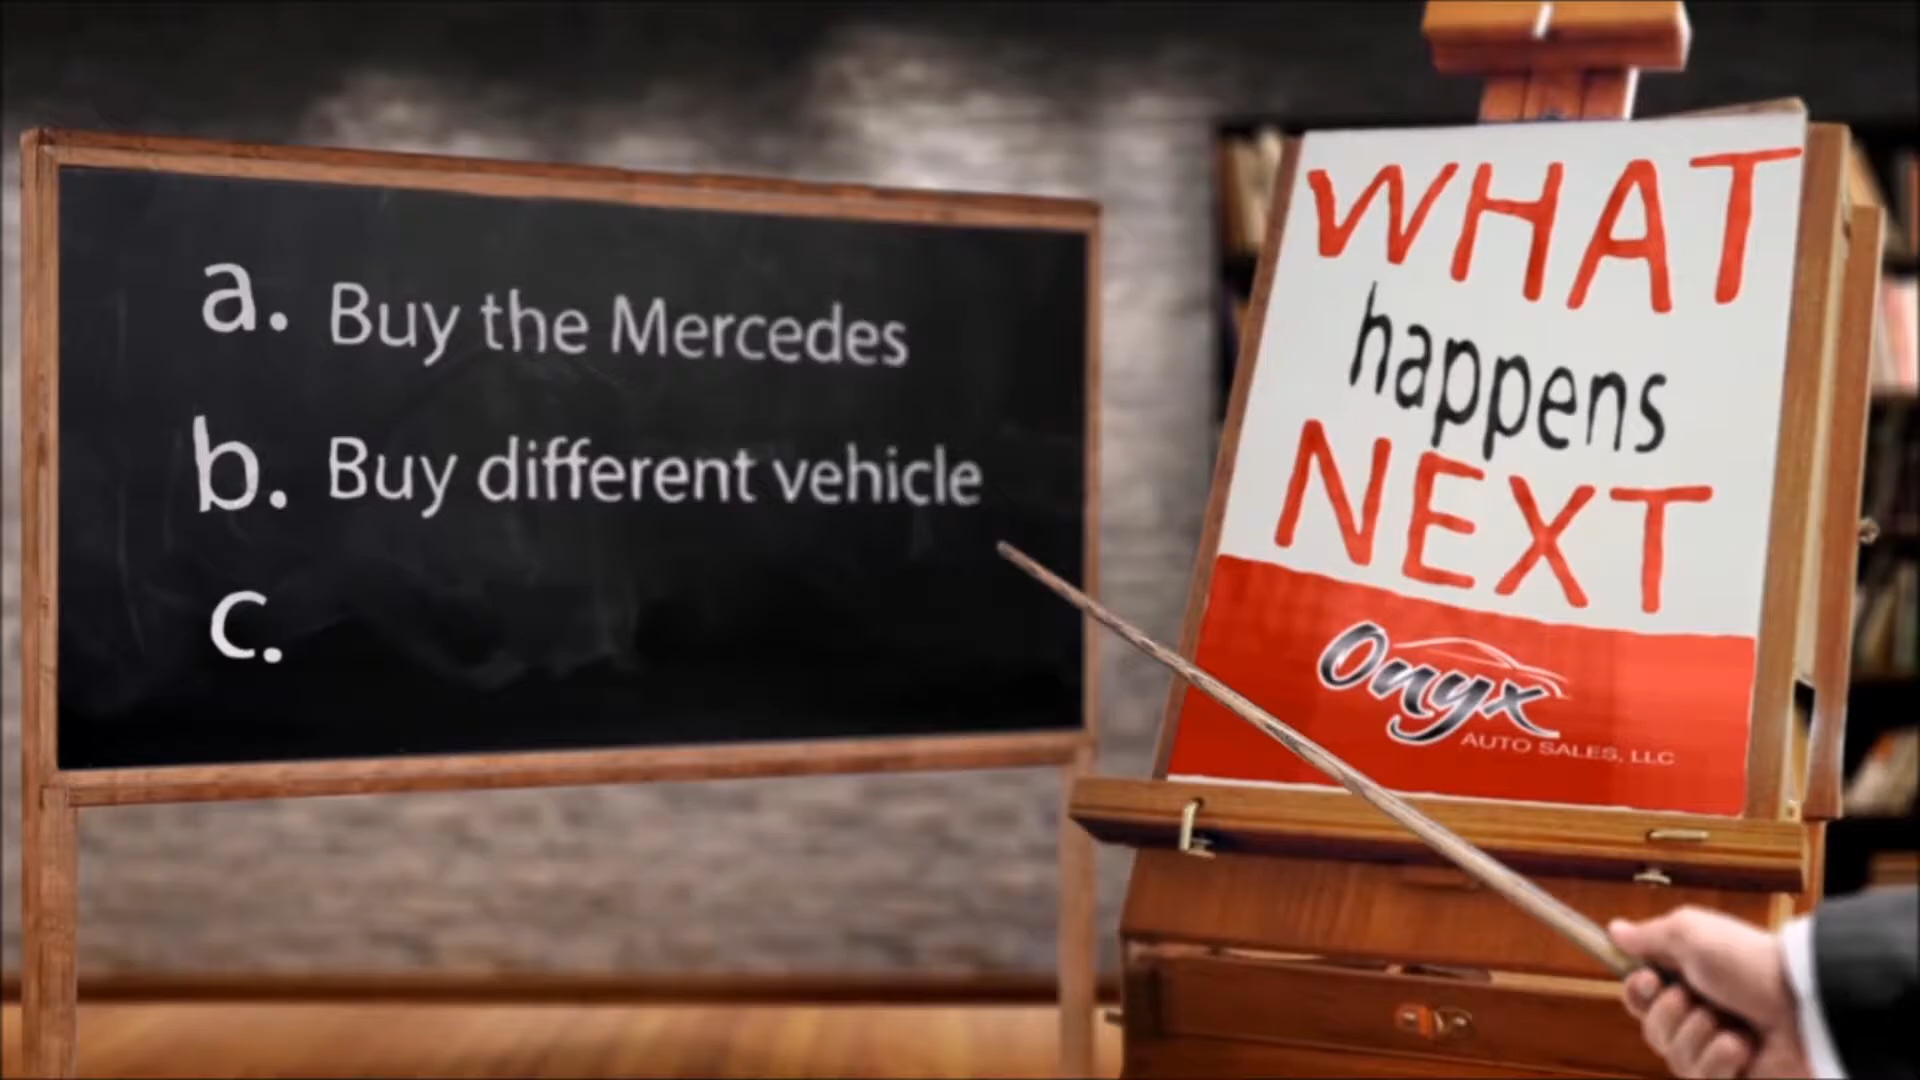 a. Buy the Mercedes
b. Buy different vehicle
c.
WHAT
happens
NEXT
Onyx
AUTO SALES, LLC